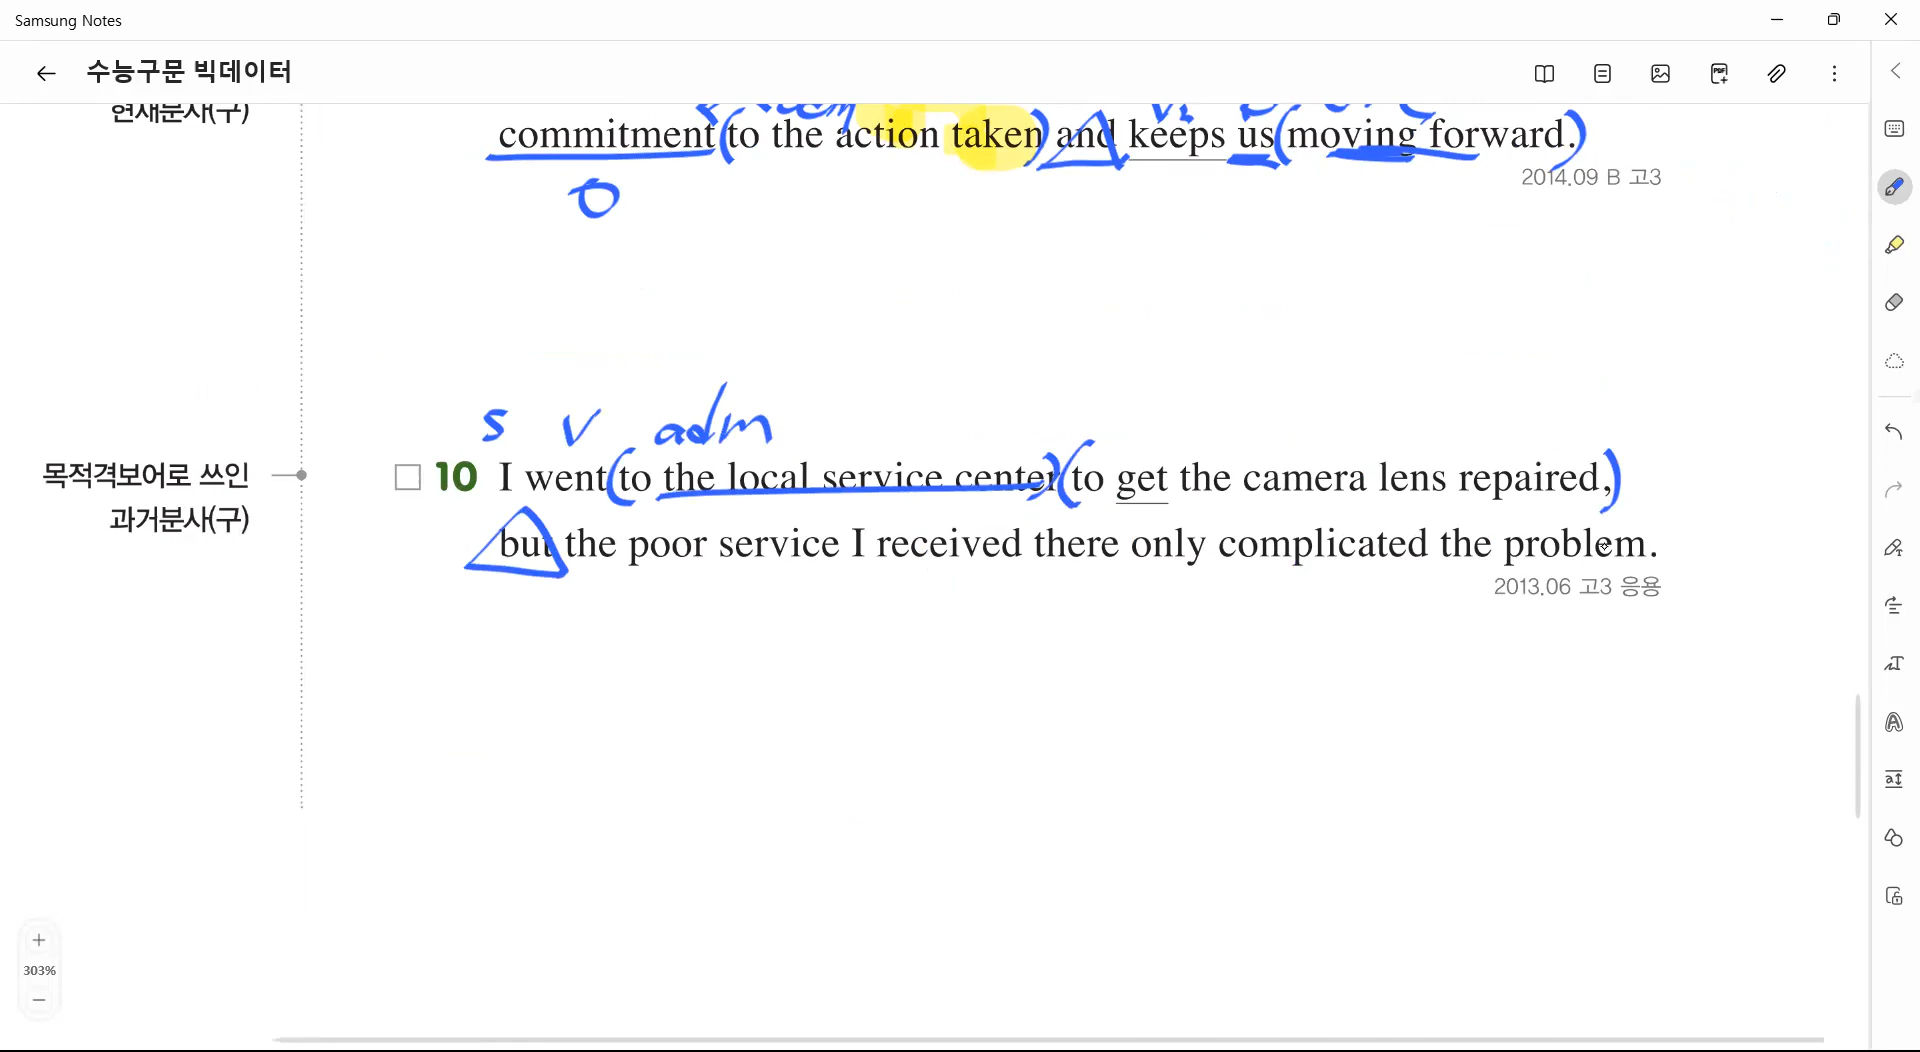 Samsung Notes
수능구문 빅데이터
현재분사(구)
commitment (to the action taken) and keeps us (moving forward.)
O
2014.09 B 고3
s v adm
목적격보어로 쓰인
과거분사(구)
10 I went (to the local service center) (to get the camera lens repaired,)
but the poor service I received there only complicated the problem.
2013.06 고3 응용
303%